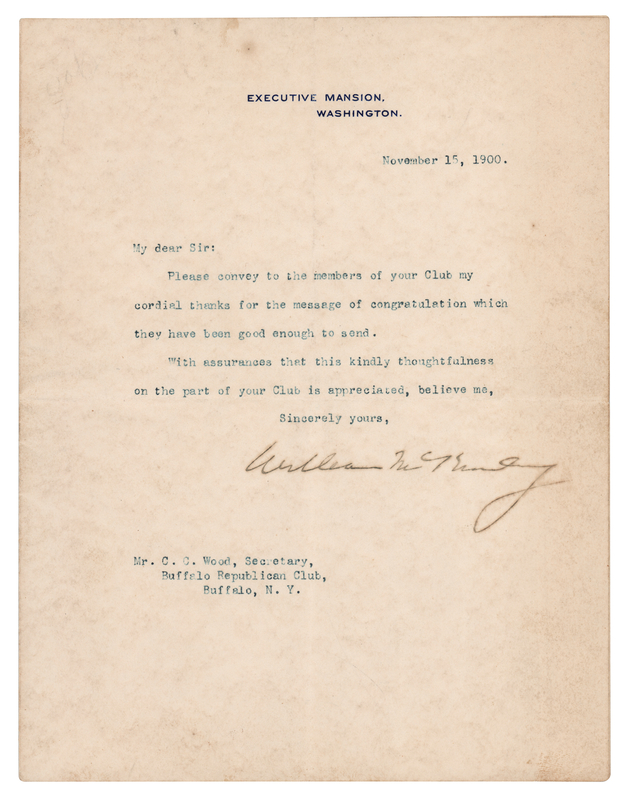 EXECUTIVE MANSION,
WASHINGTON.
November 15, 1900.
My dear Sir:
Please convey to the members of your Club my
cordial thanks for the message of congratulation which
they have been good enough to send.
With assurances that this kindly thoughtfulness
on the part of your Club is appreciated, believe me,
Sincerely yours,
William McKinley
Mr. C. C. Wood, Secretary,
Buffalo Republican Club,
Buffalo, N. Y.